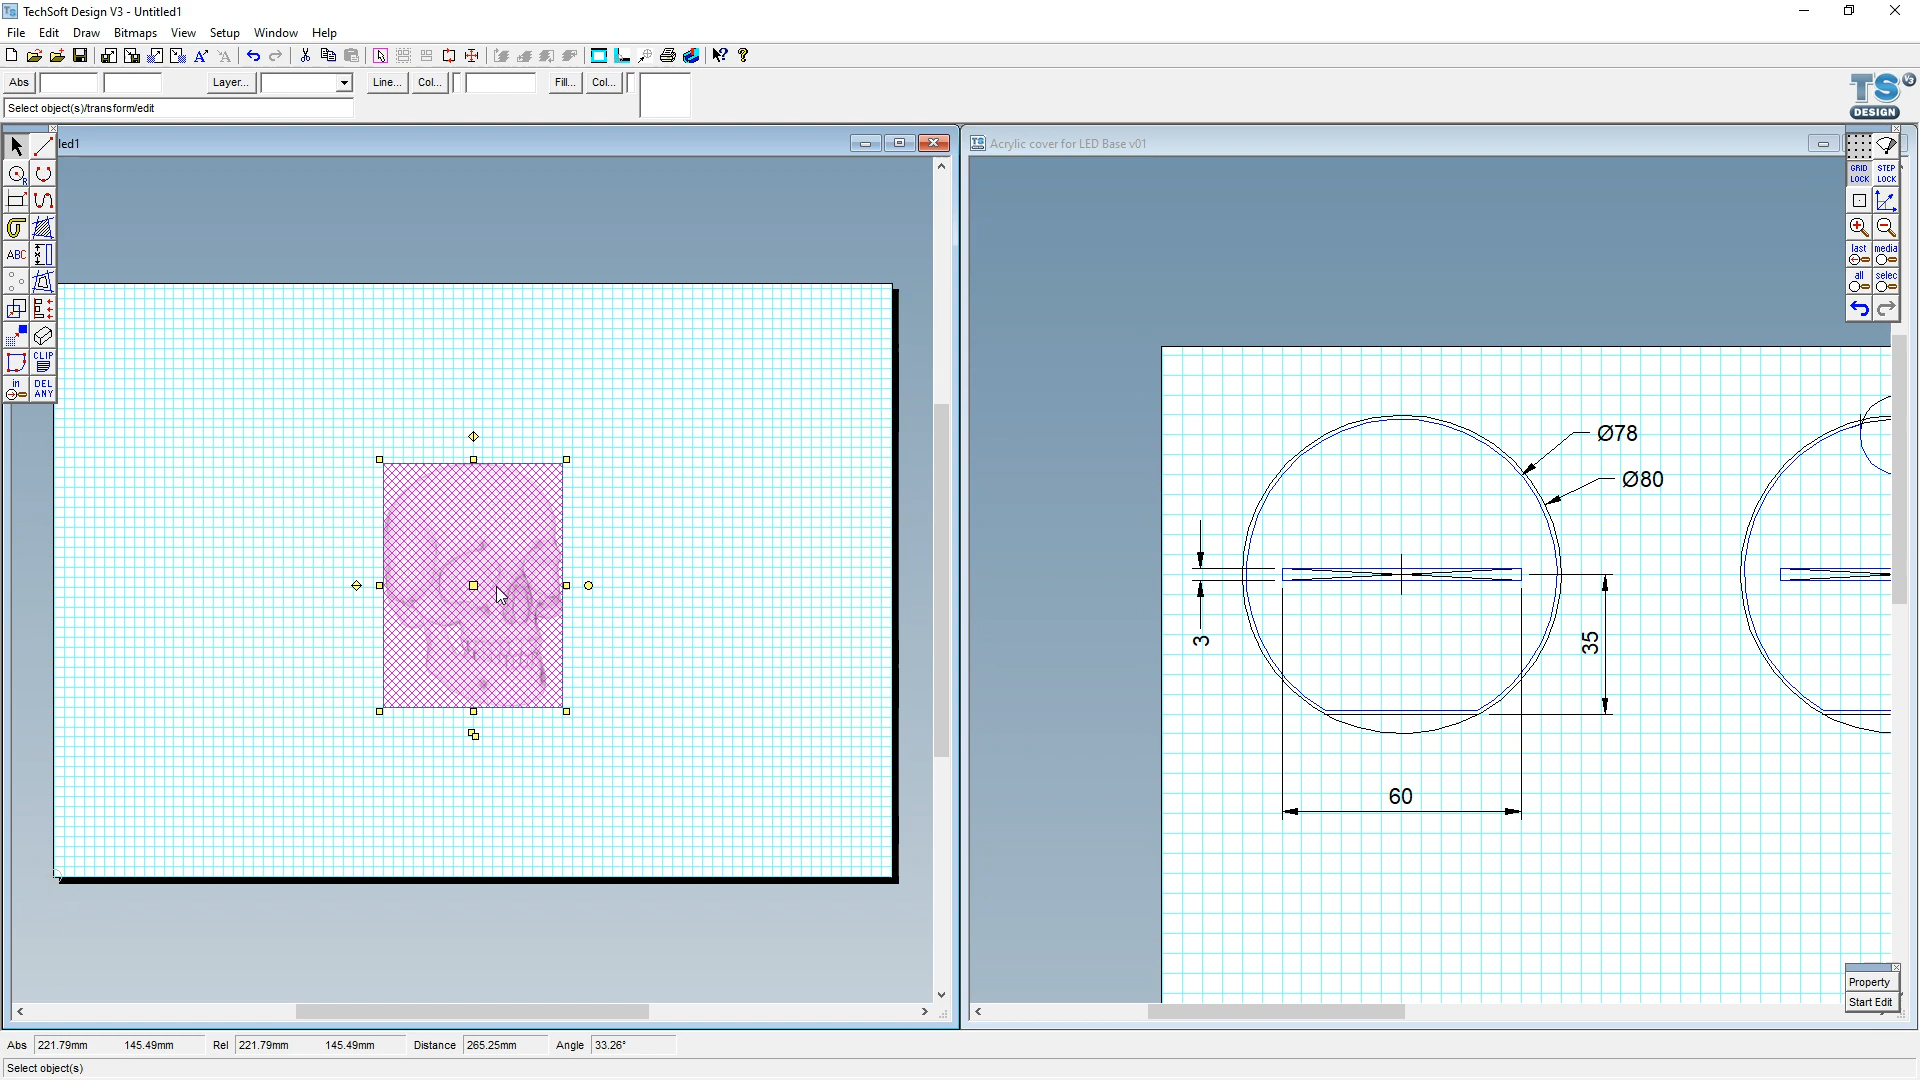 TechSoft Design V3 - Untitled1
File Edit Draw Bitmaps View Setup Window Help
Abs Layer... Line... Col... Fill... Col...
Select object(s)/transform/edit
TS V3
DESIGN
led1
Acrylic cover for LED Base v01
GRID LOCK STEP LOCK
last media
all selec
ABC
CLIP
in DEL ANY
Ø78
Ø80
3
35
60
Property
Start Edit
Abs 221.79mm 145.49mm Rel 221.79mm 145.49mm Distance 265.25mm Angle 33.26°
Select object(s)